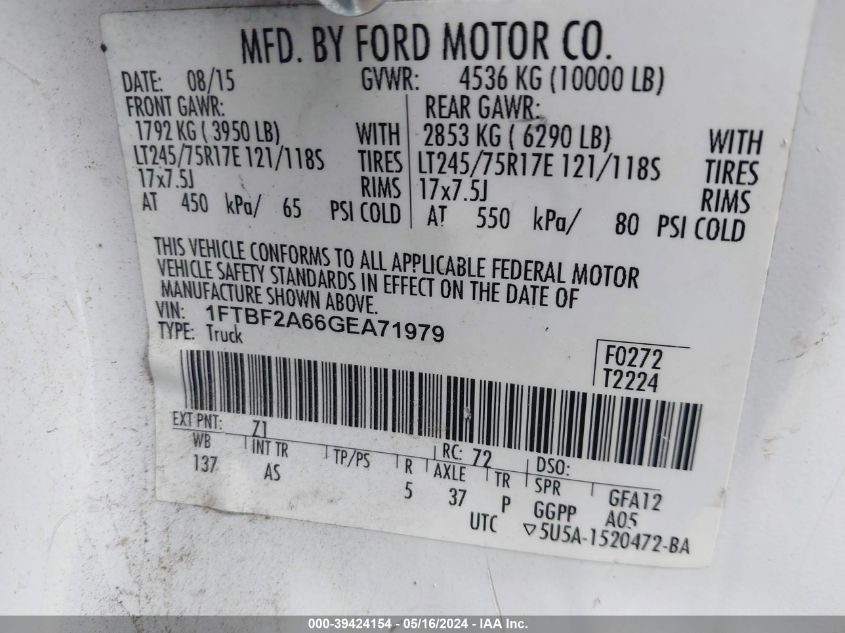 MFD. BY FORD MOTOR CO.
DATE: 08/15 GVWR: 4536 KG (10000 LB)
FRONT GAWR: REAR GAWR:
1792 KG ( 3950 LB) WITH 2853 KG ( 6290 LB) WITH
LT245/75R17E 121/118S TIRES LT245/75R17E 121/118S TIRES
17x7.5J RIMS 17x7.5J RIMS
AT 450 kPa/ 65 PSI COLD AT 550 kPa/ 80 PSI COLD
THIS VEHICLE CONFORMS TO ALL APPLICABLE FEDERAL MOTOR
VEHICLE SAFETY STANDARDS IN EFFECT ON THE DATE OF
MANUFACTURE SHOWN ABOVE.
VIN: 1FTBF2A66GEA71979
TYPE: Truck
F0272
T2224
EXT PNT: Z1 RC: 72 DSO:
WB INT TR TP/PS R AXLE TR SPR GFA12
137 AS 5 37 P GGPP A05
UTC ▽5U5A-1520472-BA
000-39424154 - 05/16/2024 - IAA Inc.